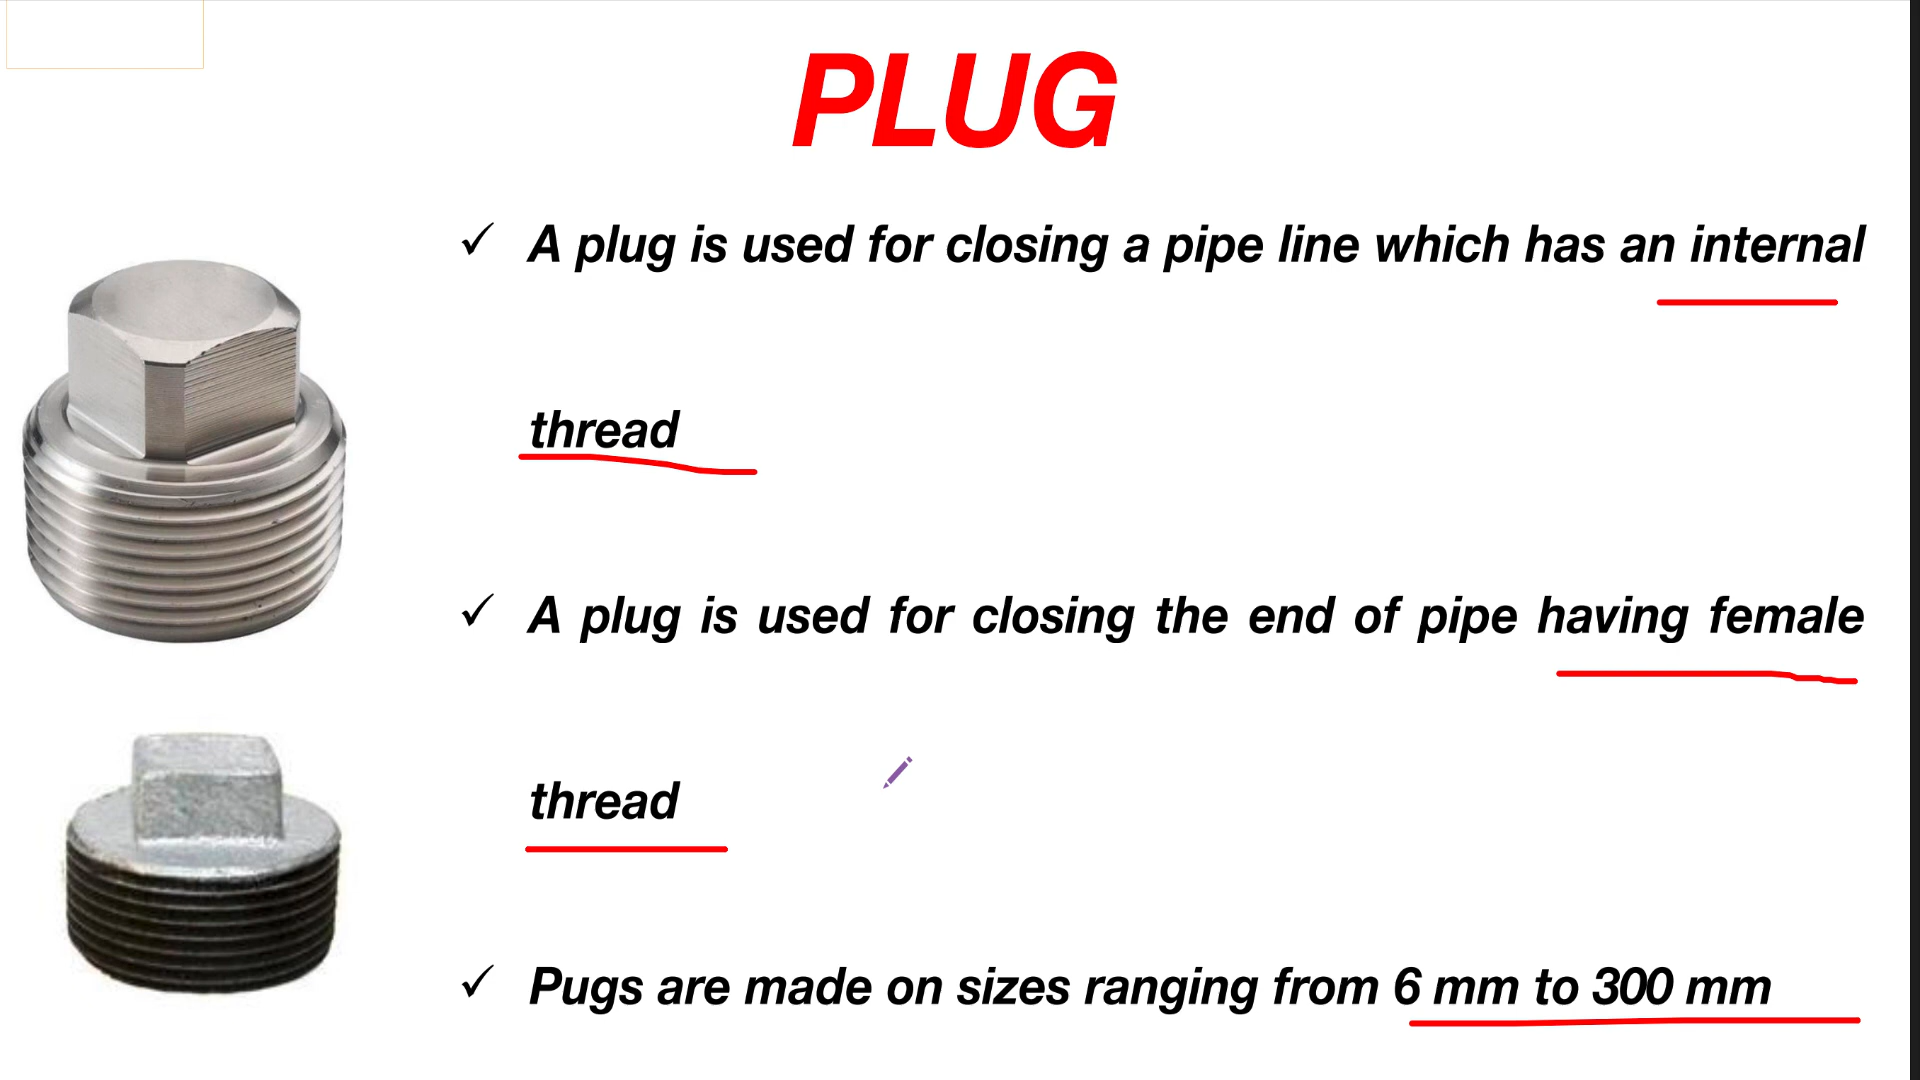 PLUG
✓ A plug is used for closing a pipe line which has an internal
thread
✓ A plug is used for closing the end of pipe having female
thread
✓ Pugs are made on sizes ranging from 6 mm to 300 mm